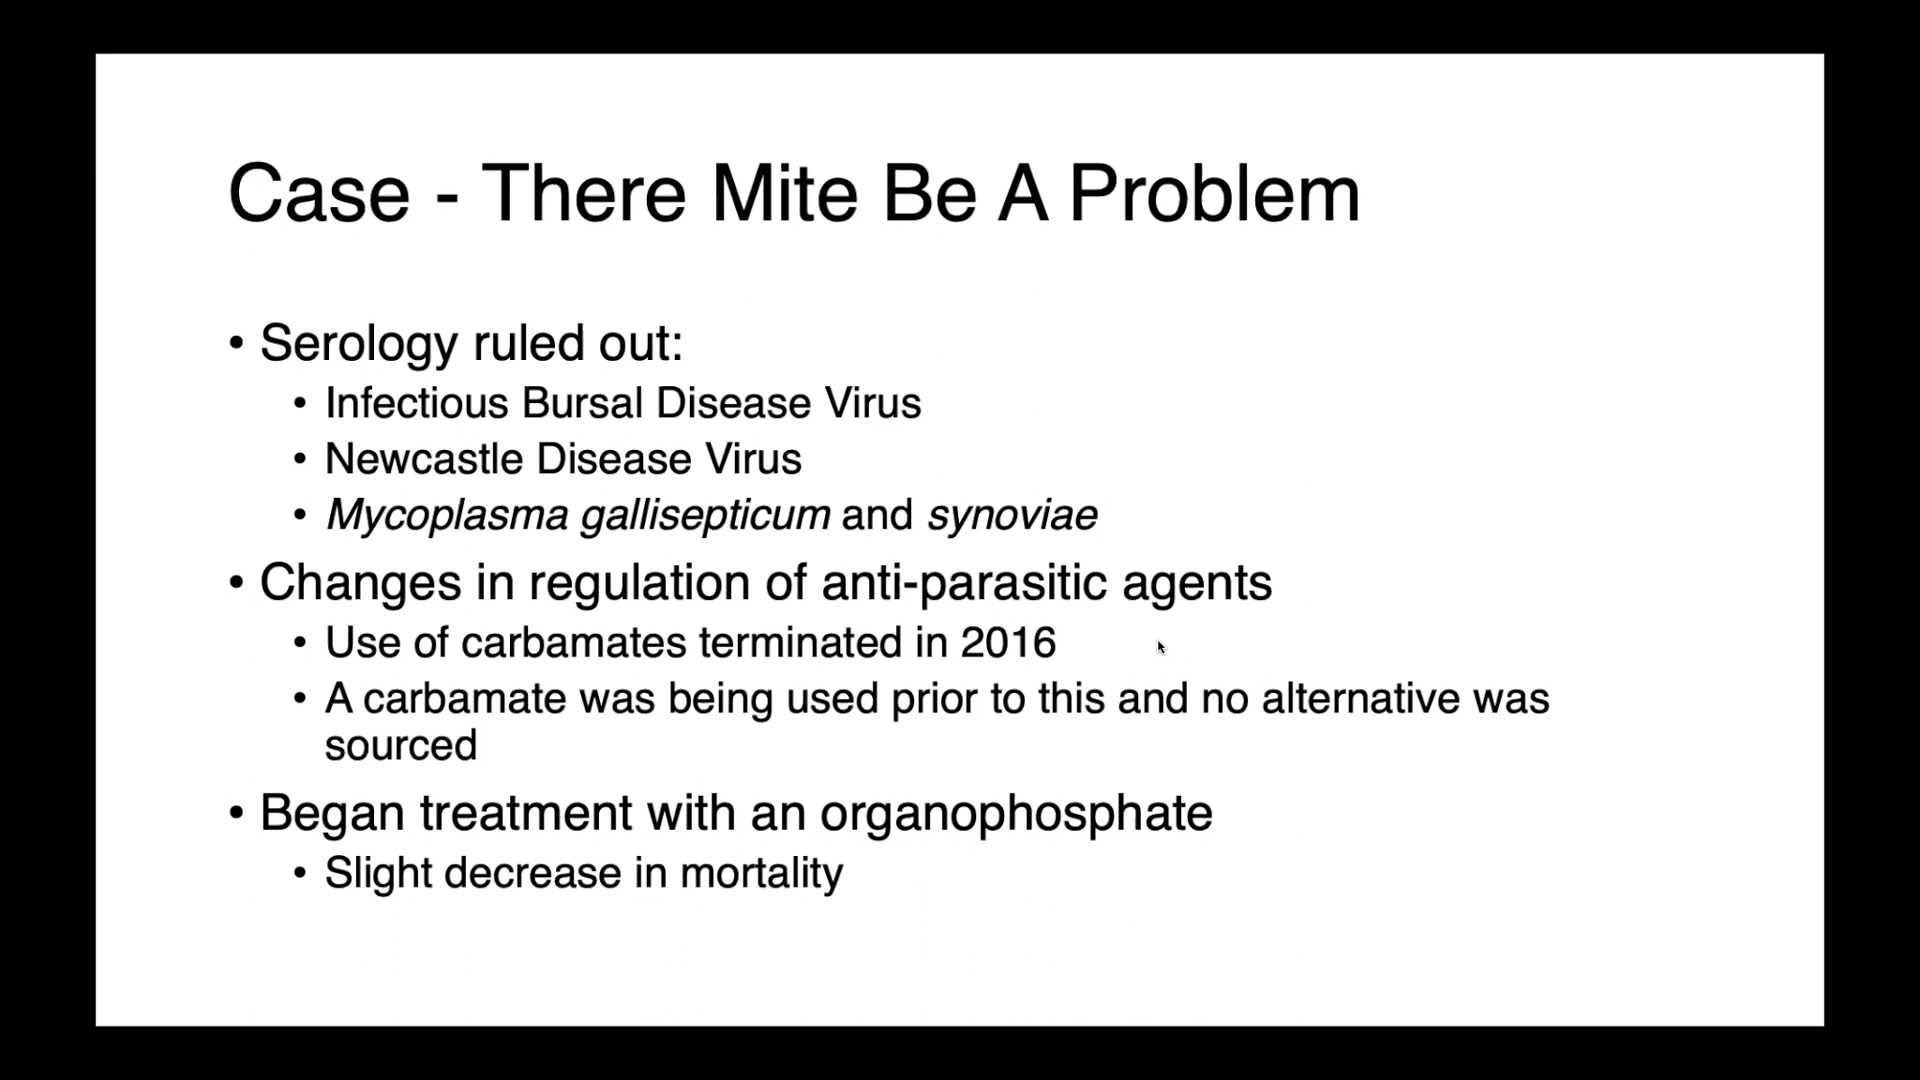 Case - There Mite Be A Problem
• Serology ruled out:
• Infectious Bursal Disease Virus
• Newcastle Disease Virus
• Mycoplasma gallisepticum and synoviae
• Changes in regulation of anti-parasitic agents
• Use of carbamates terminated in 2016
• A carbamate was being used prior to this and no alternative was
sourced
• Began treatment with an organophosphate
• Slight decrease in mortality